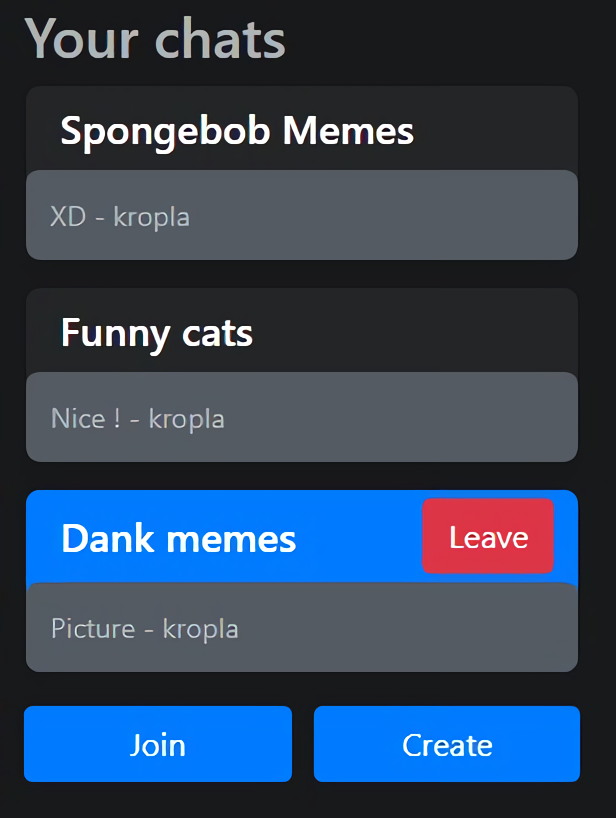 Your chats
Spongebob Memes
XD - kropla
Funny cats
Nice ! - kropla
Dank memes
Leave
Picture - kropla
Join
Create